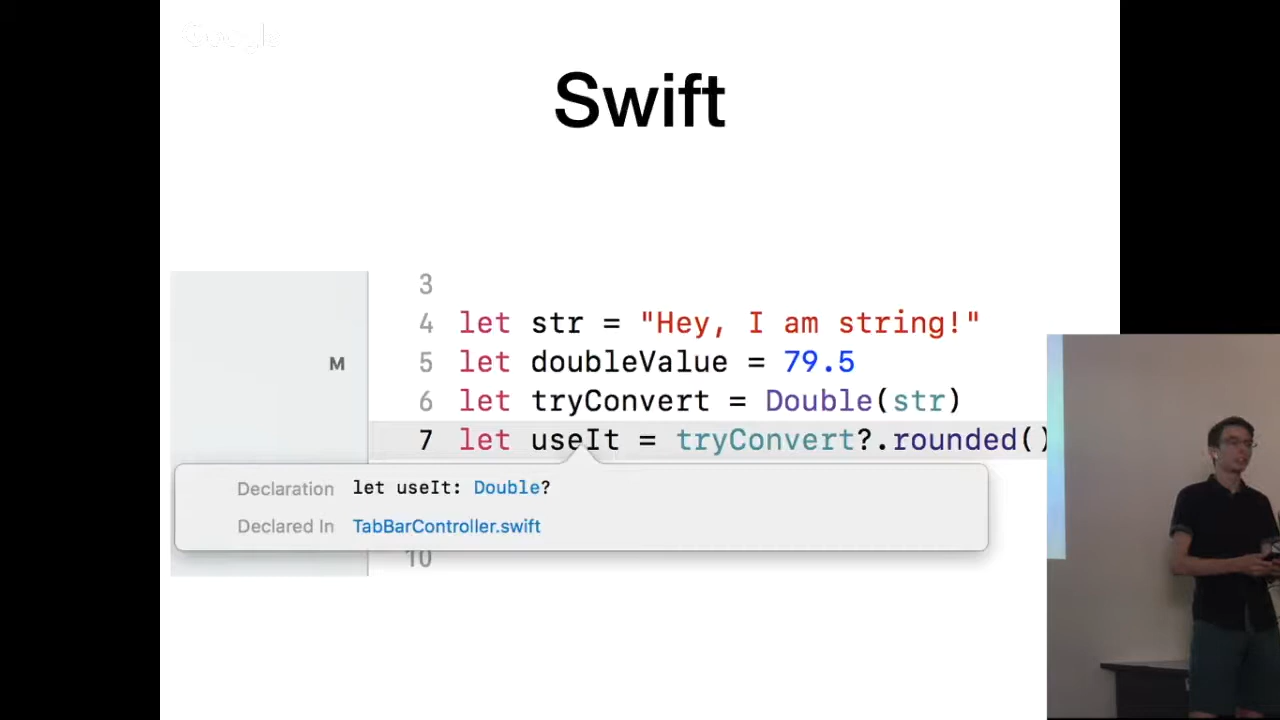 Google
Swift
3
4 let str = "Hey, I am string!"
M 5 let doubleValue = 79.5
6 let tryConvert = Double(str)
7 let useIt = tryConvert?.rounded()
Declaration let useIt: Double?
Declared In TabBarController.swift
10